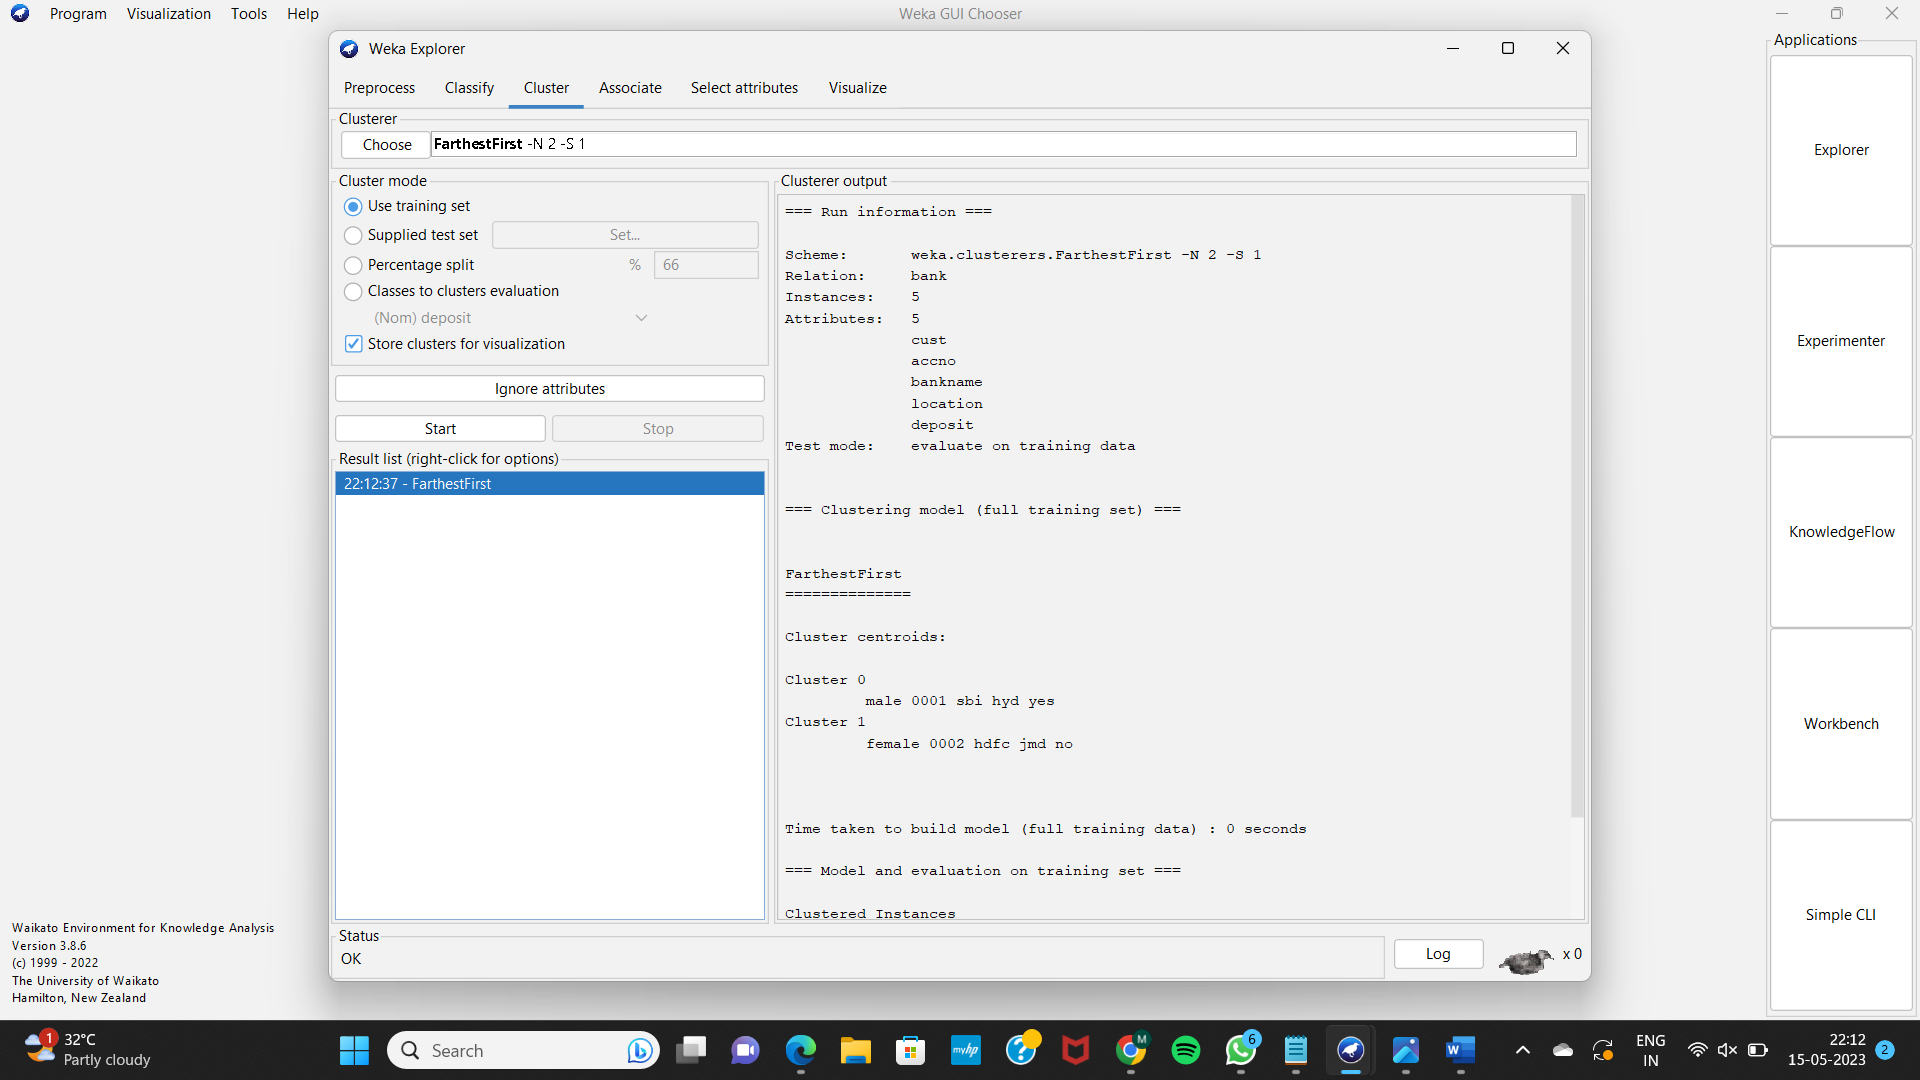 Program Visualization Tools Help Weka GUI Chooser
Weka Explorer
Preprocess Classify Cluster Associate Select attributes Visualize
Clusterer
Choose FarthestFirst -N 2 -S 1
Cluster mode
Use training set
Supplied test set Set...
Percentage split % 66
Classes to clusters evaluation
(Nom) deposit
Store clusters for visualization
Ignore attributes
Start Stop
Result list (right-click for options)
22:12:37 - FarthestFirst
Clusterer output
=== Run information ===
Scheme: weka.clusterers.FarthestFirst -N 2 -S 1
Relation: bank
Instances: 5
Attributes: 5
cust
accno
bankname
location
deposit
Test mode: evaluate on training data
=== Clustering model (full training set) ===
FarthestFirst
==============
Cluster centroids:
Cluster 0
male 0001 sbi hyd yes
Cluster 1
female 0002 hdfc jmd no
Time taken to build model (full training data) : 0 seconds
=== Model and evaluation on training set ===
Clustered Instances
Status
OK
Log x 0
Applications
Explorer
Experimenter
KnowledgeFlow
Workbench
Simple CLI
Waikato Environment for Knowledge Analysis
Version 3.8.6
(c) 1999 - 2022
The University of Waikato
Hamilton, New Zealand
1 32°C
Partly cloudy
Search
myhp
M
6
W
ENG
IN
22:12
15-05-2023
2